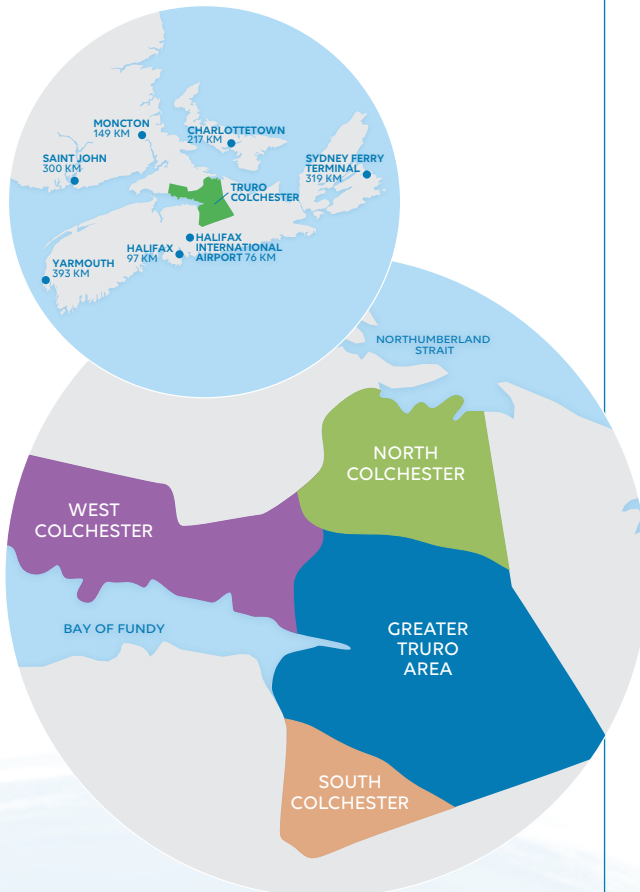 MONCTON
149 KM
CHARLOTTETOWN
217 KM
SAINT JOHN
300 KM
SYDNEY FERRY
TERMINAL
319 KM
TRURO
COLCHESTER
HALIFAX
97 KM
HALIFAX
INTERNATIONAL
AIRPORT 76 KM
YARMOUTH
393 KM
NORTHUMBERLAND
STRAIT
NORTH
COLCHESTER
WEST
COLCHESTER
BAY OF FUNDY
GREATER
TRURO
AREA
SOUTH
COLCHESTER